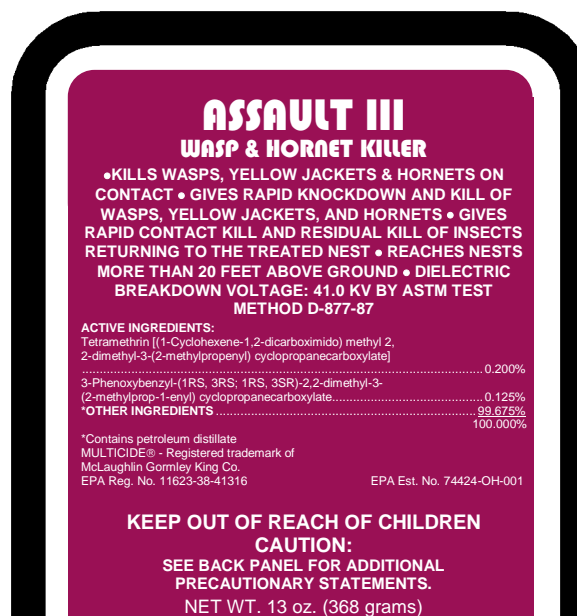 ASSAULT III
WASP & HORNET KILLER
●KILLS WASPS, YELLOW JACKETS & HORNETS ON
CONTACT ● GIVES RAPID KNOCKDOWN AND KILL OF
WASPS, YELLOW JACKETS, AND HORNETS ● GIVES
RAPID CONTACT KILL AND RESIDUAL KILL OF INSECTS
RETURNING TO THE TREATED NEST ● REACHES NESTS
MORE THAN 20 FEET ABOVE GROUND ● DIELECTRIC
BREAKDOWN VOLTAGE: 41.0 KV BY ASTM TEST
METHOD D-877-87
ACTIVE INGREDIENTS:
Tetramethrin [(1-Cyclohexene-1,2-dicarboximido) methyl 2,
2-dimethyl-3-(2-methylpropenyl) cyclopropanecarboxylate]
........................................................................................................ 0.200%
3-Phenoxybenzyl-(1RS, 3RS; 1RS, 3SR)-2,2-dimethyl-3-
(2-methylprop-1-enyl) cyclopropanecarboxylate....................................... 0.125%
*OTHER INGREDIENTS ................................................................ 99.675%
100.000%
*Contains petroleum distillate
MULTICIDE® - Registered trademark of
McLaughlin Gormley King Co.
EPA Reg. No. 11623-38-41316 EPA Est. No. 74424-OH-001
KEEP OUT OF REACH OF CHILDREN
CAUTION:
SEE BACK PANEL FOR ADDITIONAL
PRECAUTIONARY STATEMENTS.
NET WT. 13 oz. (368 grams)